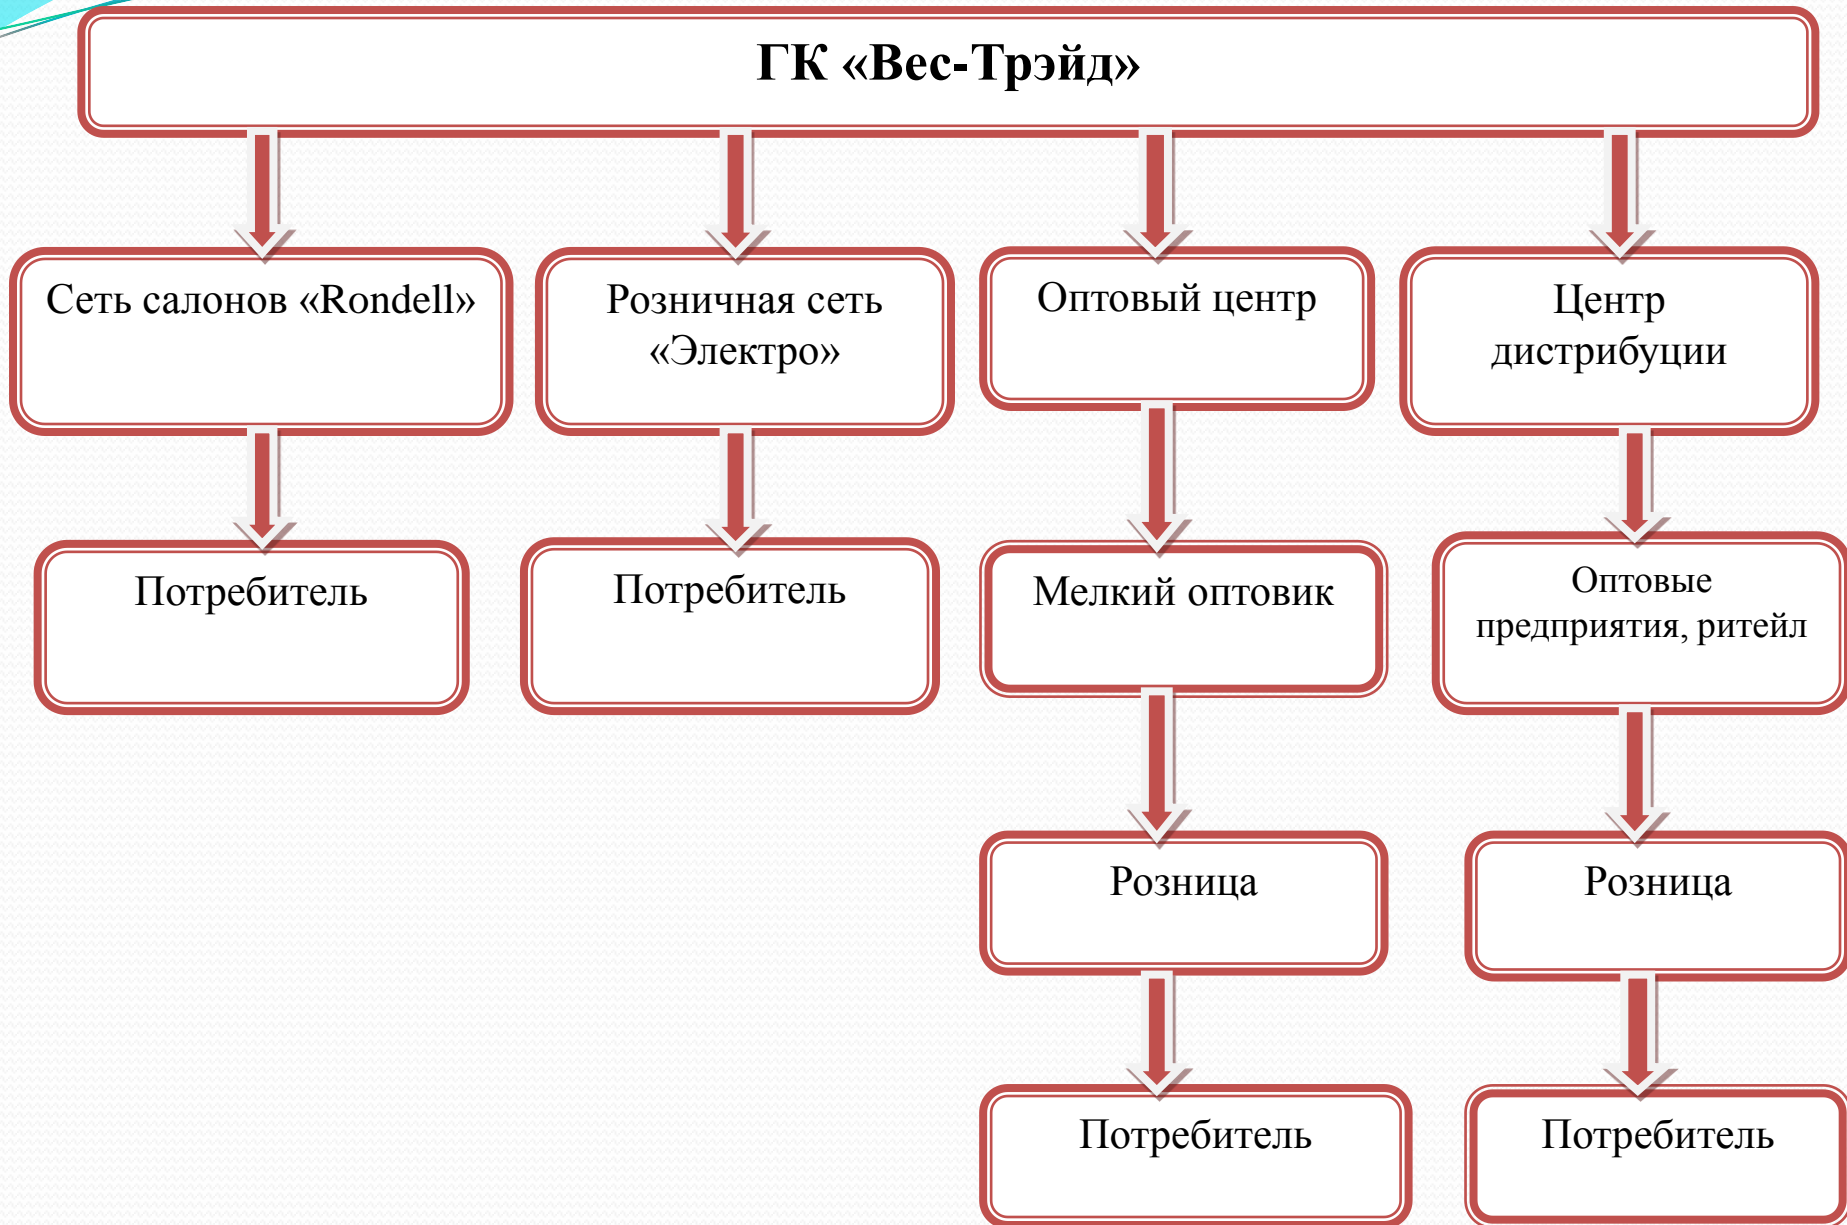 ГК «Вес-Трэйд»
Сеть салонов «Rondell»
Розничная сеть
«Электро»
Оптовый центр
Центр
дистрибуции
Потребитель
Потребитель
Мелкий оптовик
Оптовые
предприятия, ритейл
Розница
Розница
Потребитель
Потребитель